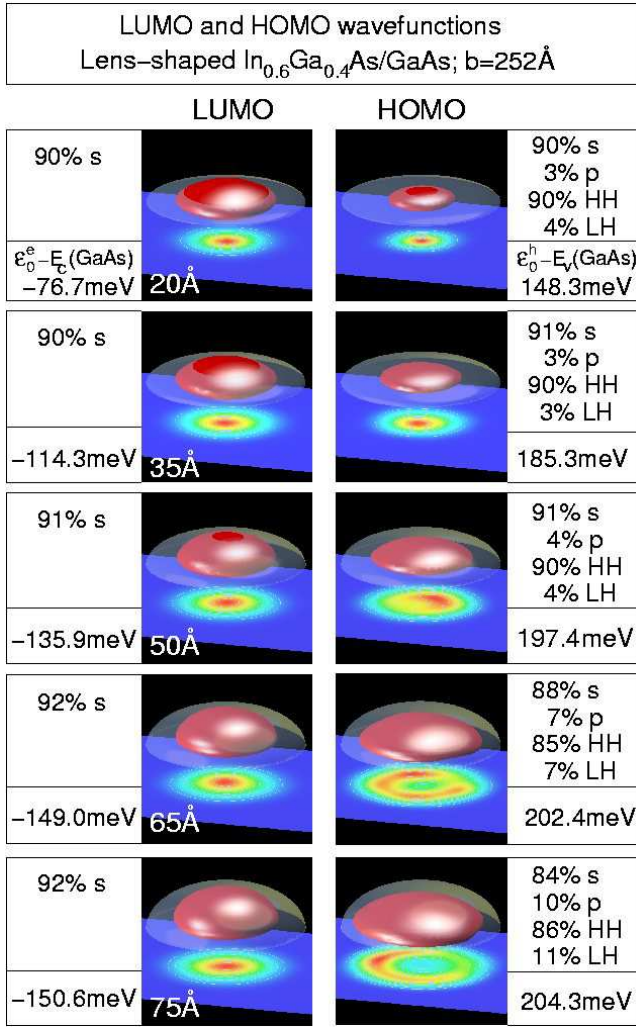 LUMO and HOMO wavefunctions
Lens-shaped In0.6Ga0.4As/GaAs; b=252Å
LUMO HOMO
90% s
ε0^e-Ec(GaAs)
-76.7meV
20Å
90% s
3% p
90% HH
4% LH
ε0^h-Ev(GaAs)
148.3meV
90% s
-114.3meV
35Å
91% s
3% p
90% HH
3% LH
185.3meV
91% s
-135.9meV
50Å
91% s
4% p
90% HH
4% LH
197.4meV
92% s
-149.0meV
65Å
88% s
7% p
85% HH
7% LH
202.4meV
92% s
-150.6meV
75Å
84% s
10% p
86% HH
11% LH
204.3meV